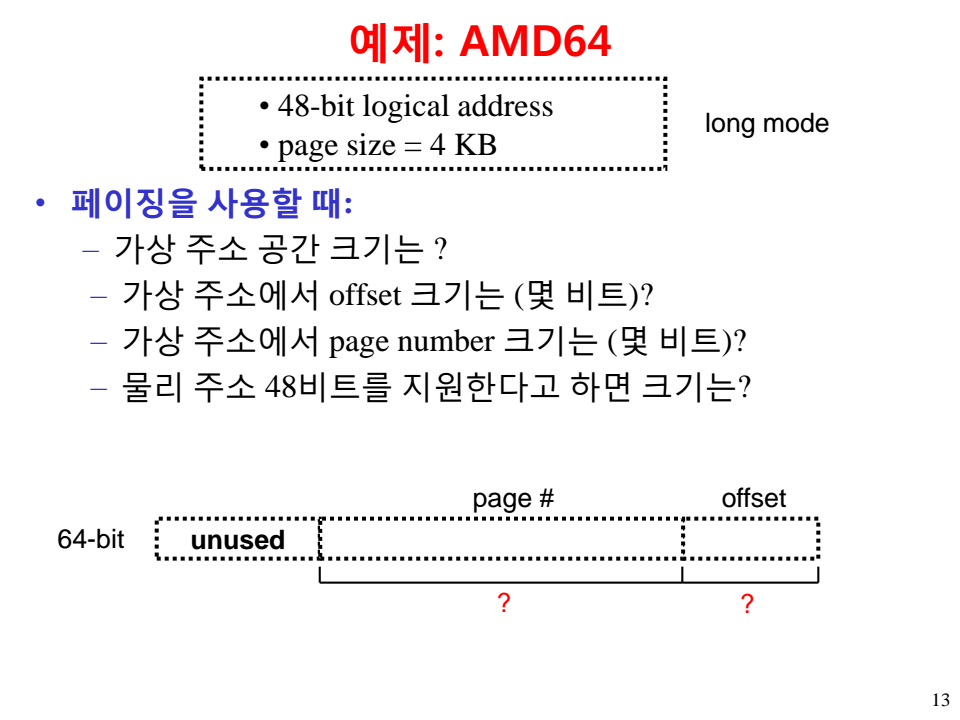 예제: AMD64
• 48-bit logical address
• page size = 4 KB
long mode
• 페이징을 사용할 때:
– 가상 주소 공간 크기는 ?
– 가상 주소에서 offset 크기는 (몇 비트)?
– 가상 주소에서 page number 크기는 (몇 비트)?
– 물리 주소 48비트를 지원한다고 하면 크기는?
page # offset
64-bit unused
? ?
13